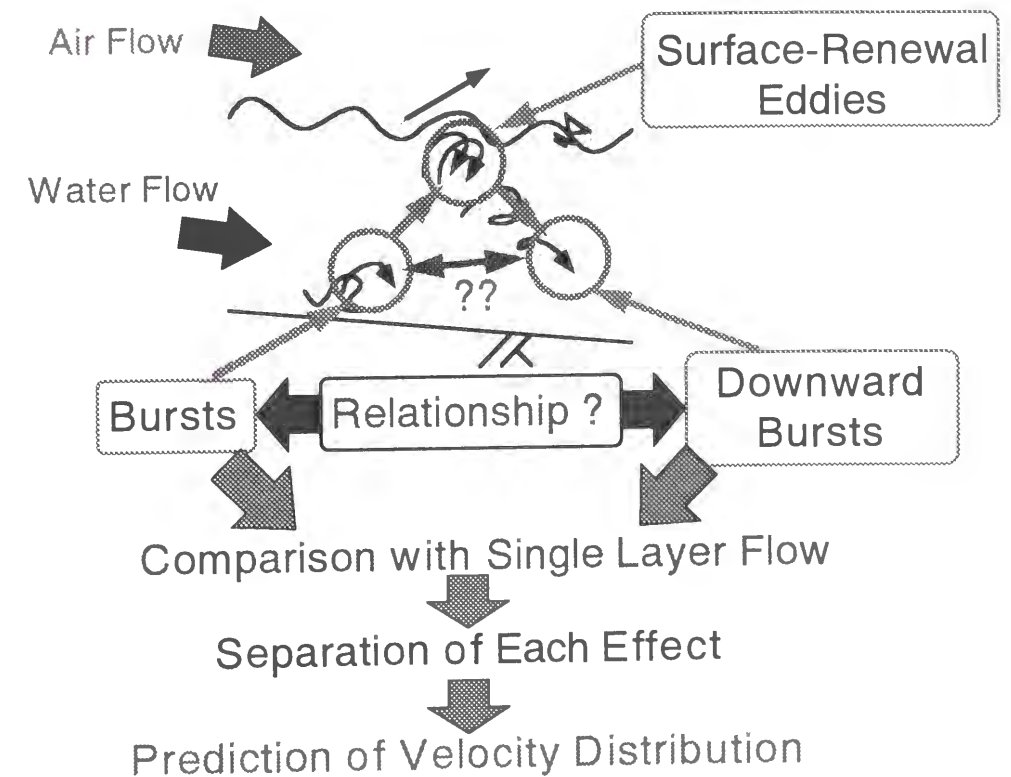 Air Flow
Surface-Renewal
Eddies
Water Flow
??
Bursts
Relationship ?
Downward
Bursts
Comparison with Single Layer Flow
Separation of Each Effect
Prediction of Velocity Distribution